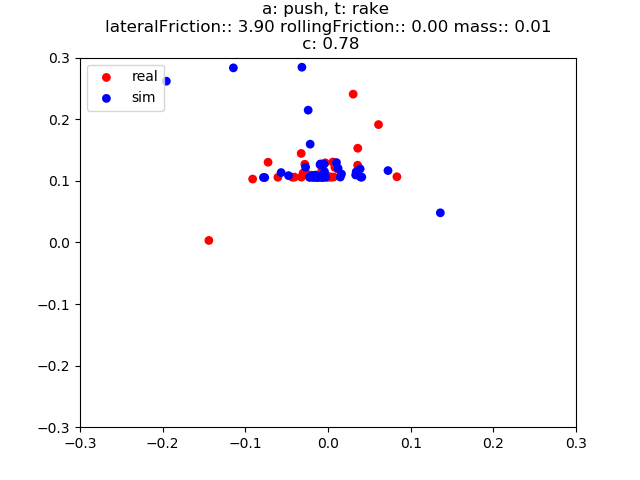 a: push, t: rake
lateralFriction:: 3.90 rollingFriction:: 0.00 mass:: 0.01
c: 0.78
real
sim
0.3
0.2
0.1
0.0
−0.1
−0.2
−0.3
−0.3 −0.2 −0.1 0.0 0.1 0.2 0.3